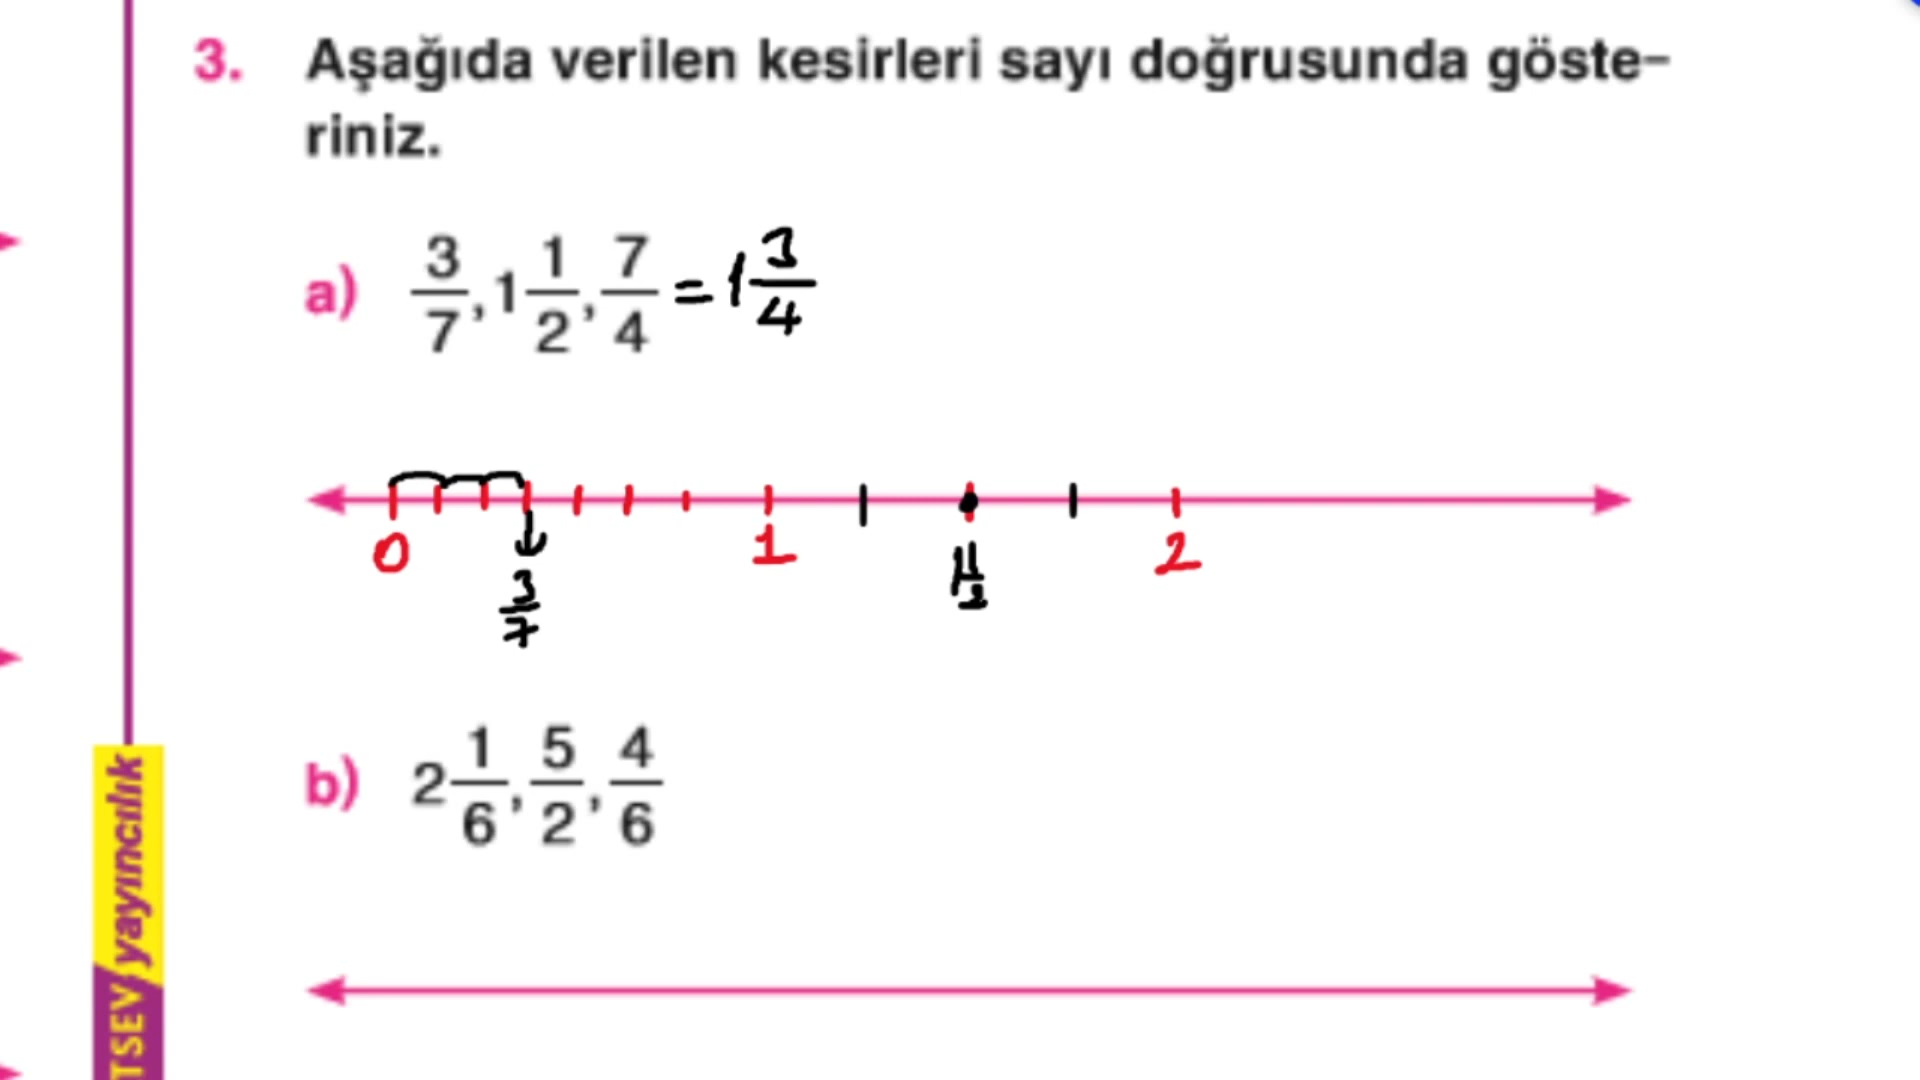 3. Aşağıda verilen kesirleri sayı doğrusunda göste-
riniz.
a) 3/7, 1 1/2, 7/4 = 1 3/4
0 1 2
3/7 1 1/2
b) 2 1/6, 5/2, 4/6
TSEV yayıncılık